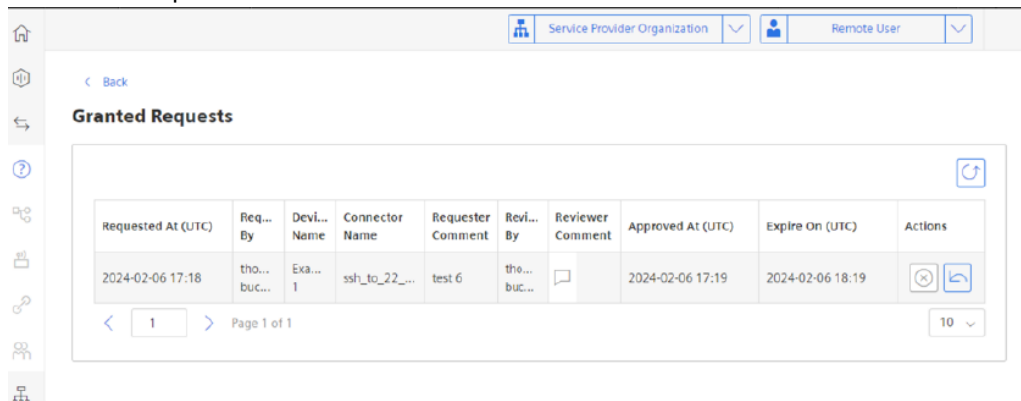 Service Provider Organization
Remote User
Back
Granted Requests
Requested At (UTC) Req... By Devi... Name Connector Name Requester Comment Revi... By Reviewer Comment Approved At (UTC) Expire On (UTC) Actions
2024-02-06 17:18 tho... buc... Exa... 1 ssh_to_22_... test 6 tho... buc... 2024-02-06 17:19 2024-02-06 18:19
1 Page 1 of 1 10